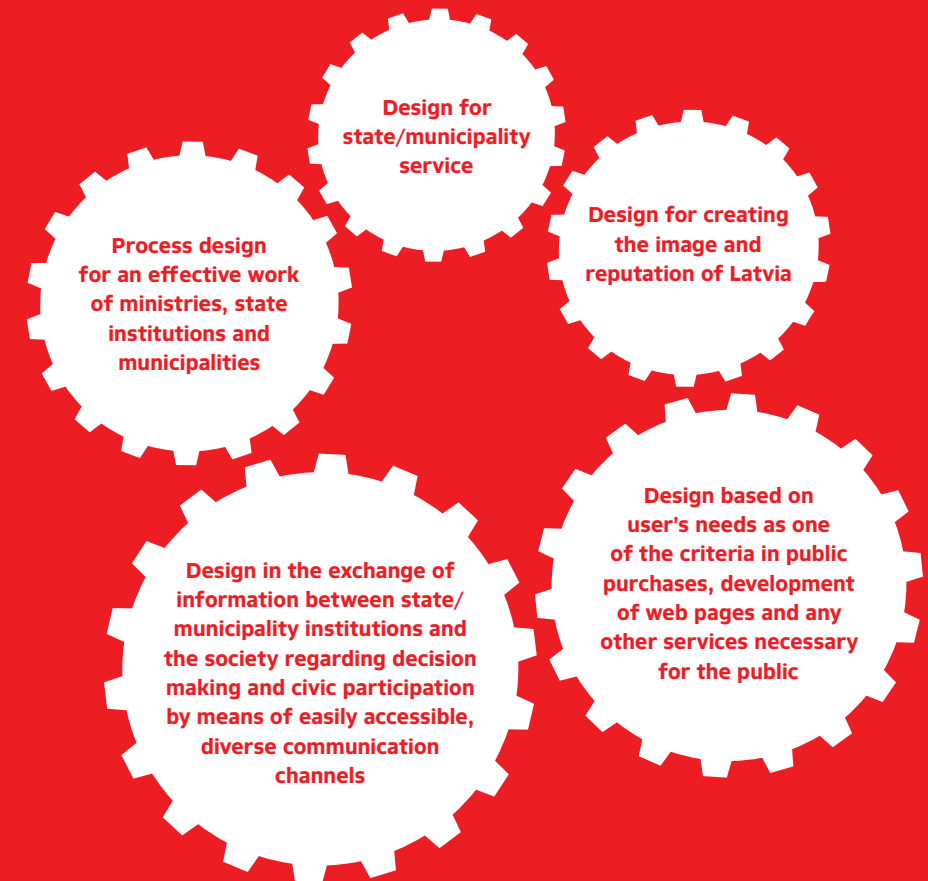 Design for
state/municipality
service
Design for creating
the image and
reputation of Latvia
Process design
for an effective work
of ministries, state
institutions and
municipalities
Design based on
user's needs as one
of the criteria in public
purchases, development
of web pages and any
other services necessary
for the public
Design in the exchange of
information between state/
municipality institutions and
the society regarding decision
making and civic participation
by means of easily accessible,
diverse communication
channels